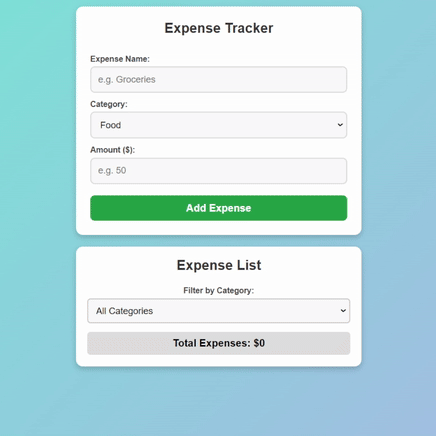 Expense Tracker
Expense Name:
e.g. Groceries
Category:
Food
Amount ($):
e.g. 50
Add Expense
Expense List
Filter by Category:
All Categories
Total Expenses: $0